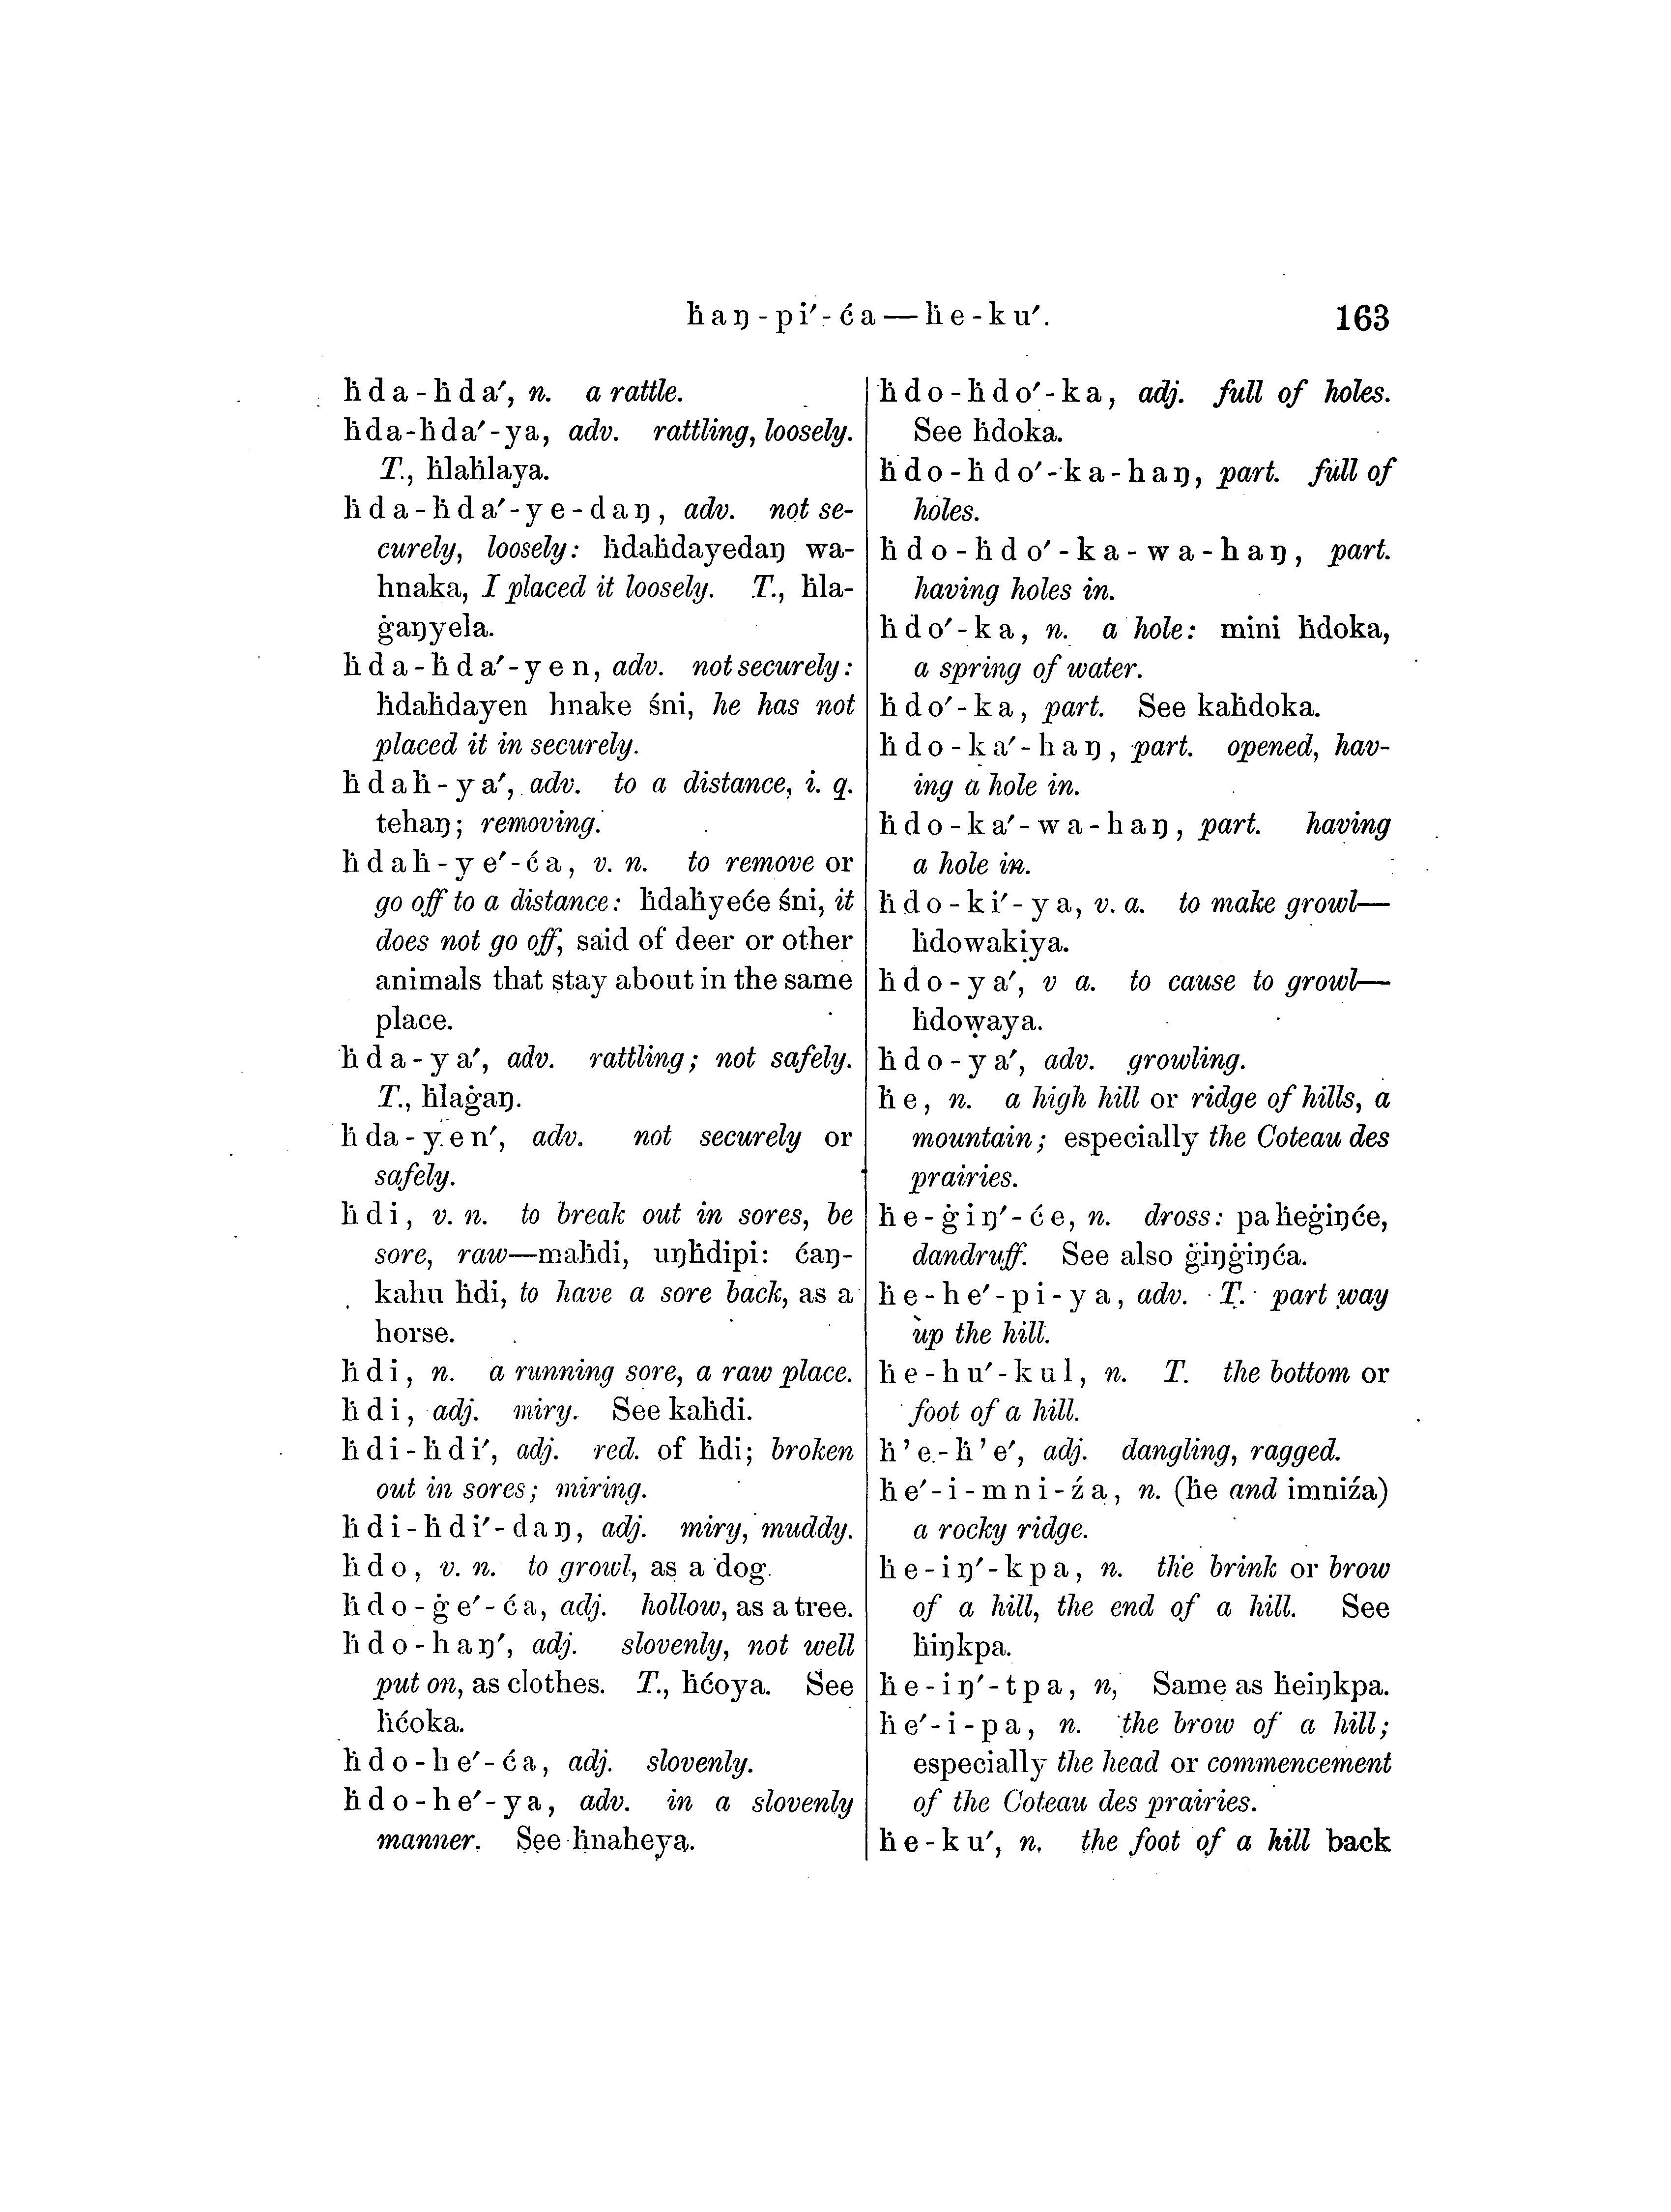 ḣaŋ-pi′-ća—ḣe-ku′.
163
ḣda-ḣda′, n. a rattle.
ḣda-ḣda′-ya, adv. rattling, loosely.
T., ḣlaḣlaya.
ḣda-ḣda′-ye-daŋ, adv. not se-
curely, loosely: ḣdaḣdayedaŋ wa-
hnaka, I placed it loosely. T., ḣla-
ġaŋyela.
ḣda-ḣda′-yen, adv. not securely:
ḣdaḣdayen hnake śni, he has not
placed it in securely.
ḣdaḣ-ya′, adv. to a distance, i. q.
tehaŋ; removing.
ḣdaḣ-ye′-ća, v. n. to remove or
go off to a distance: ḣdaḣyeće śni, it
does not go off, said of deer or other
animals that stay about in the same
place.
ḣda-ya′, adv. rattling; not safely.
T., ḣlaġaŋ.
ḣda-yen′, adv. not securely or
safely.
ḣdi, v. n. to break out in sores, be
sore, raw—maḣdi, uŋḣdipi: ćaŋ-
kahu ḣdi, to have a sore back, as a
horse.
ḣdi, n. a running sore, a raw place.
ḣdi, adj. miry. See kaḣdi.
ḣdi-ḣdi′, adj. red. of ḣdi; broken
out in sores; miring.
ḣdi-ḣdi′-daŋ, adj. miry, muddy.
ḣdo, v. n. to growl, as a dog.
ḣdo-ġe′-ća, adj. hollow, as a tree.
ḣdo-haŋ′, adj. slovenly, not well
put on, as clothes. T., ḣćoya. See
ḣćoka.
ḣdo-he′-ća, adj. slovenly.
ḣdo-he′-ya, adv. in a slovenly
manner. See ḣnaheya.
ḣdo-ḣdo′-ka, adj. full of holes.
See ḣdoka.
ḣdo-ḣdo′-ka-haŋ, part. full of
holes.
ḣdo-ḣdo′-ka-wa-haŋ, part.
having holes in.
ḣdo′-ka, n. a hole: mini ḣdoka,
a spring of water.
ḣdo′-ka, part. See kaḣdoka.
ḣdo-ka′-haŋ, part. opened, hav-
ing a hole in.
ḣdo-ka′-wa-haŋ, part. having
a hole in.
ḣdo-ki′-ya, v. a. to make growl—
ḣdowakiya.
ḣdo-ya′, v a. to cause to growl—
ḣdowaya.
ḣdo-ya′, adv. growling.
ḣe, n. a high hill or ridge of hills, a
mountain; especially the Coteau des
prairies.
ḣe-ġiŋ′-će, n. dross: pa ḣeġiŋće,
dandruff. See also ġiŋġiŋća.
ḣe-he′-pi-ya, adv. T. part way
up the hill.
ḣe-hu′-kul, n. T. the bottom or
foot of a hill.
ḣ’e-ḣ’e′, adj. dangling, ragged.
ḣe′-i-mni-źa, n. (ḣe and imniźa)
a rocky ridge.
ḣe-iŋ′-kpa, n. the brink or brow
of a hill, the end of a hill. See
ḣiŋkpa.
ḣe-iŋ′-tpa, n, Same as ḣeiŋkpa.
ḣe′-i-pa, n. the brow of a hill;
especially the head or commencement
of the Coteau des prairies.
ḣe-ku′, n. the foot of a hill back